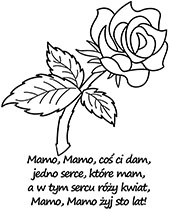 Mamo, Mamo, coś ci dam,
jedno serce, które mam,
a w tym sercu róży kwiat,
Mamo, Mamo żyj sto lat!